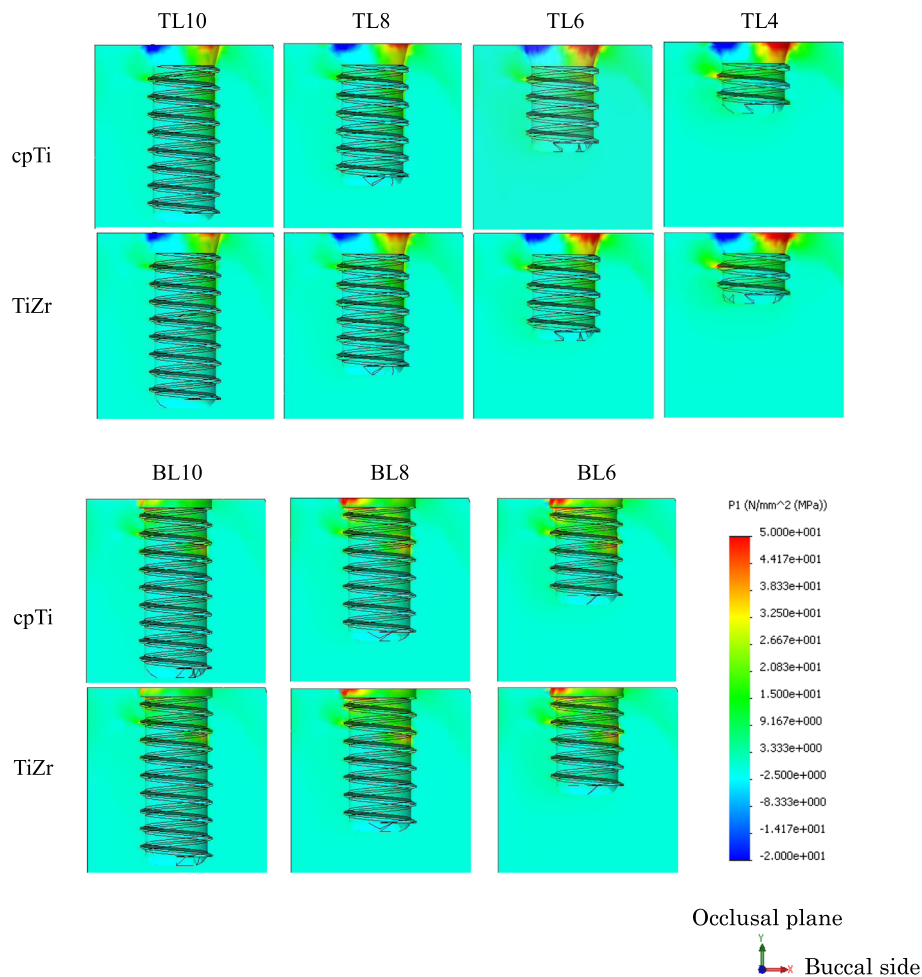 TL10 TL8 TL6 TL4
cpTi
TiZr
BL10 BL8 BL6
P1 (N/mm^2 (MPa))
5.000e+001
4.417e+001
3.833e+001
3.250e+001
2.667e+001
2.083e+001
1.500e+001
9.167e+000
3.333e+000
-2.500e+000
-8.333e+000
-1.417e+001
-2.000e+001
cpTi
TiZr
Occlusal plane
Y
X
Buccal side